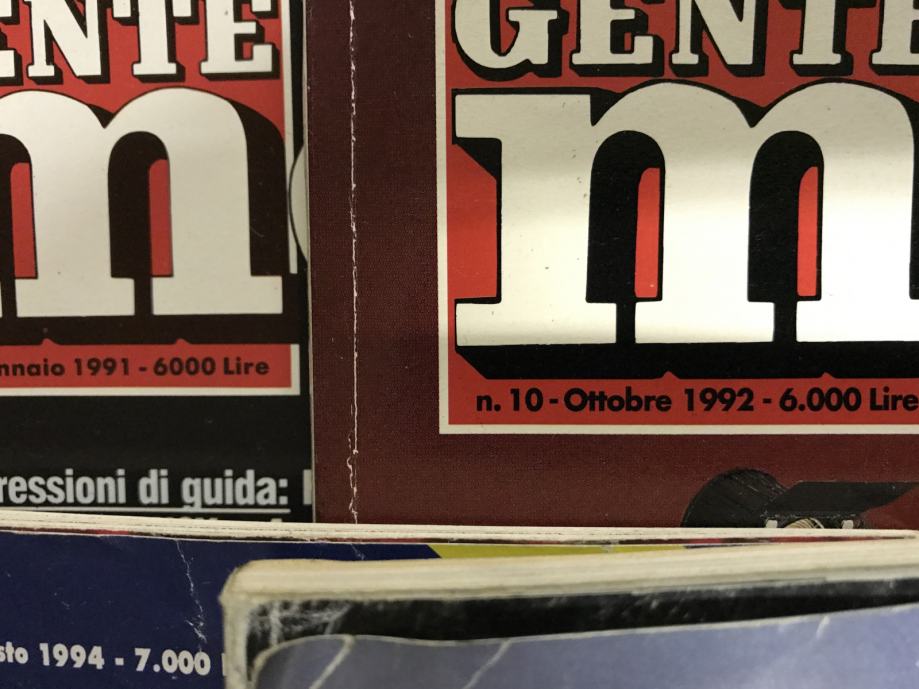 ENTE
m
nnaio 1991 - 6000 Lire
ressioni di guida:
GENTE
m
n. 10 - Ottobre 1992 - 6.000 Lire
sto 1994 - 7.000